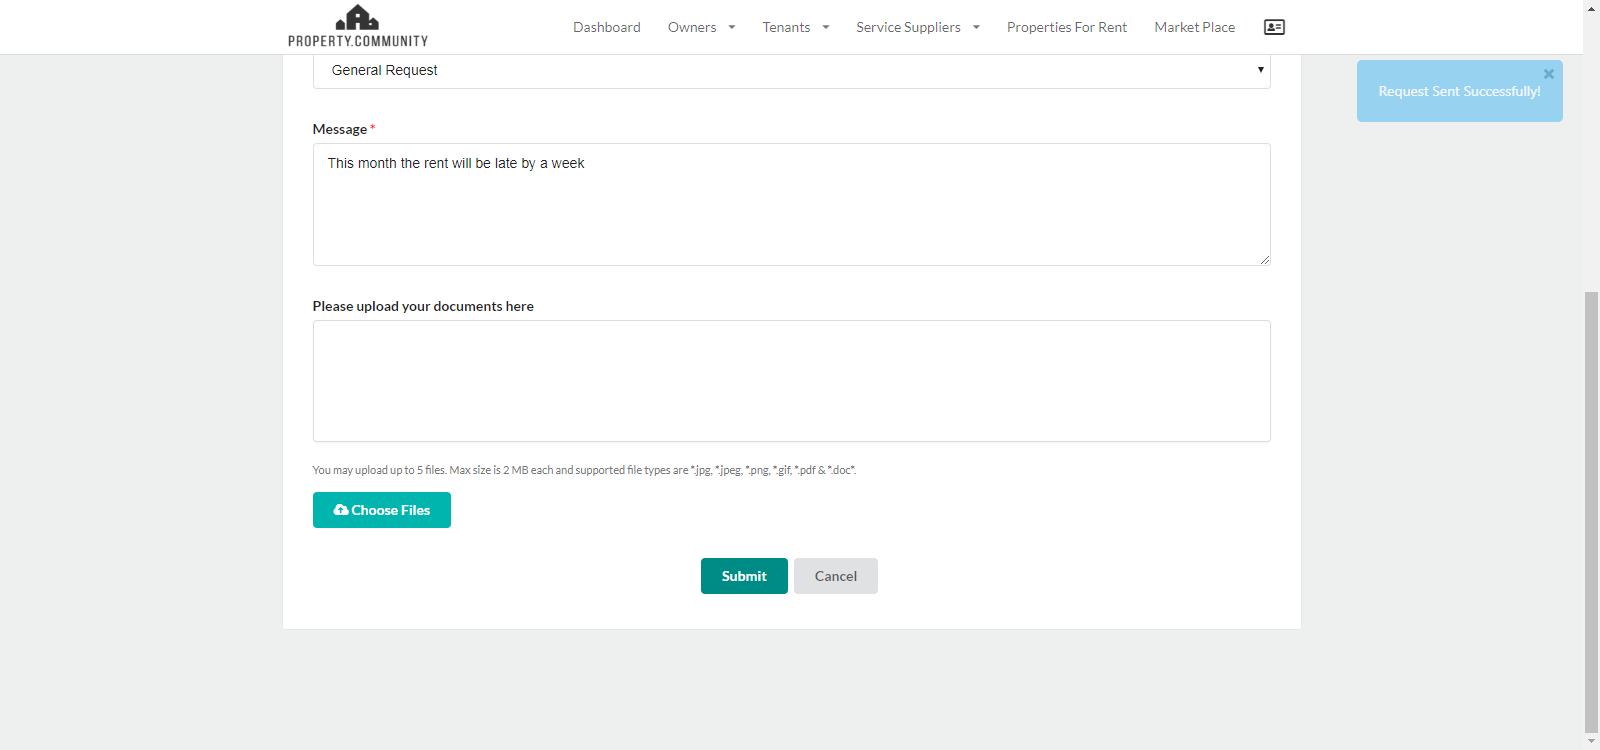 PROPERTY.COMMUNITY
Dashboard Owners Tenants Service Suppliers Properties For Rent Market Place
General Request
Request Sent Successfully!
Message *
This month the rent will be late by a week
Please upload your documents here
You may upload up to 5 files. Max size is 2 MB each and supported file types are *.jpg, *.jpeg, *.png, *.gif, *.pdf & *.doc*.
Choose Files
Submit Cancel